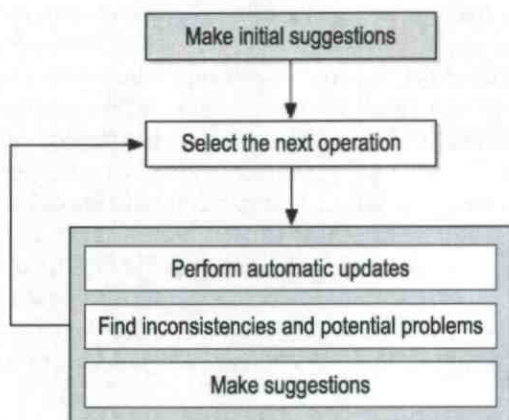 Make initial suggestions
Select the next operation
Perform automatic updates
Find inconsistencies and potential problems
Make suggestions